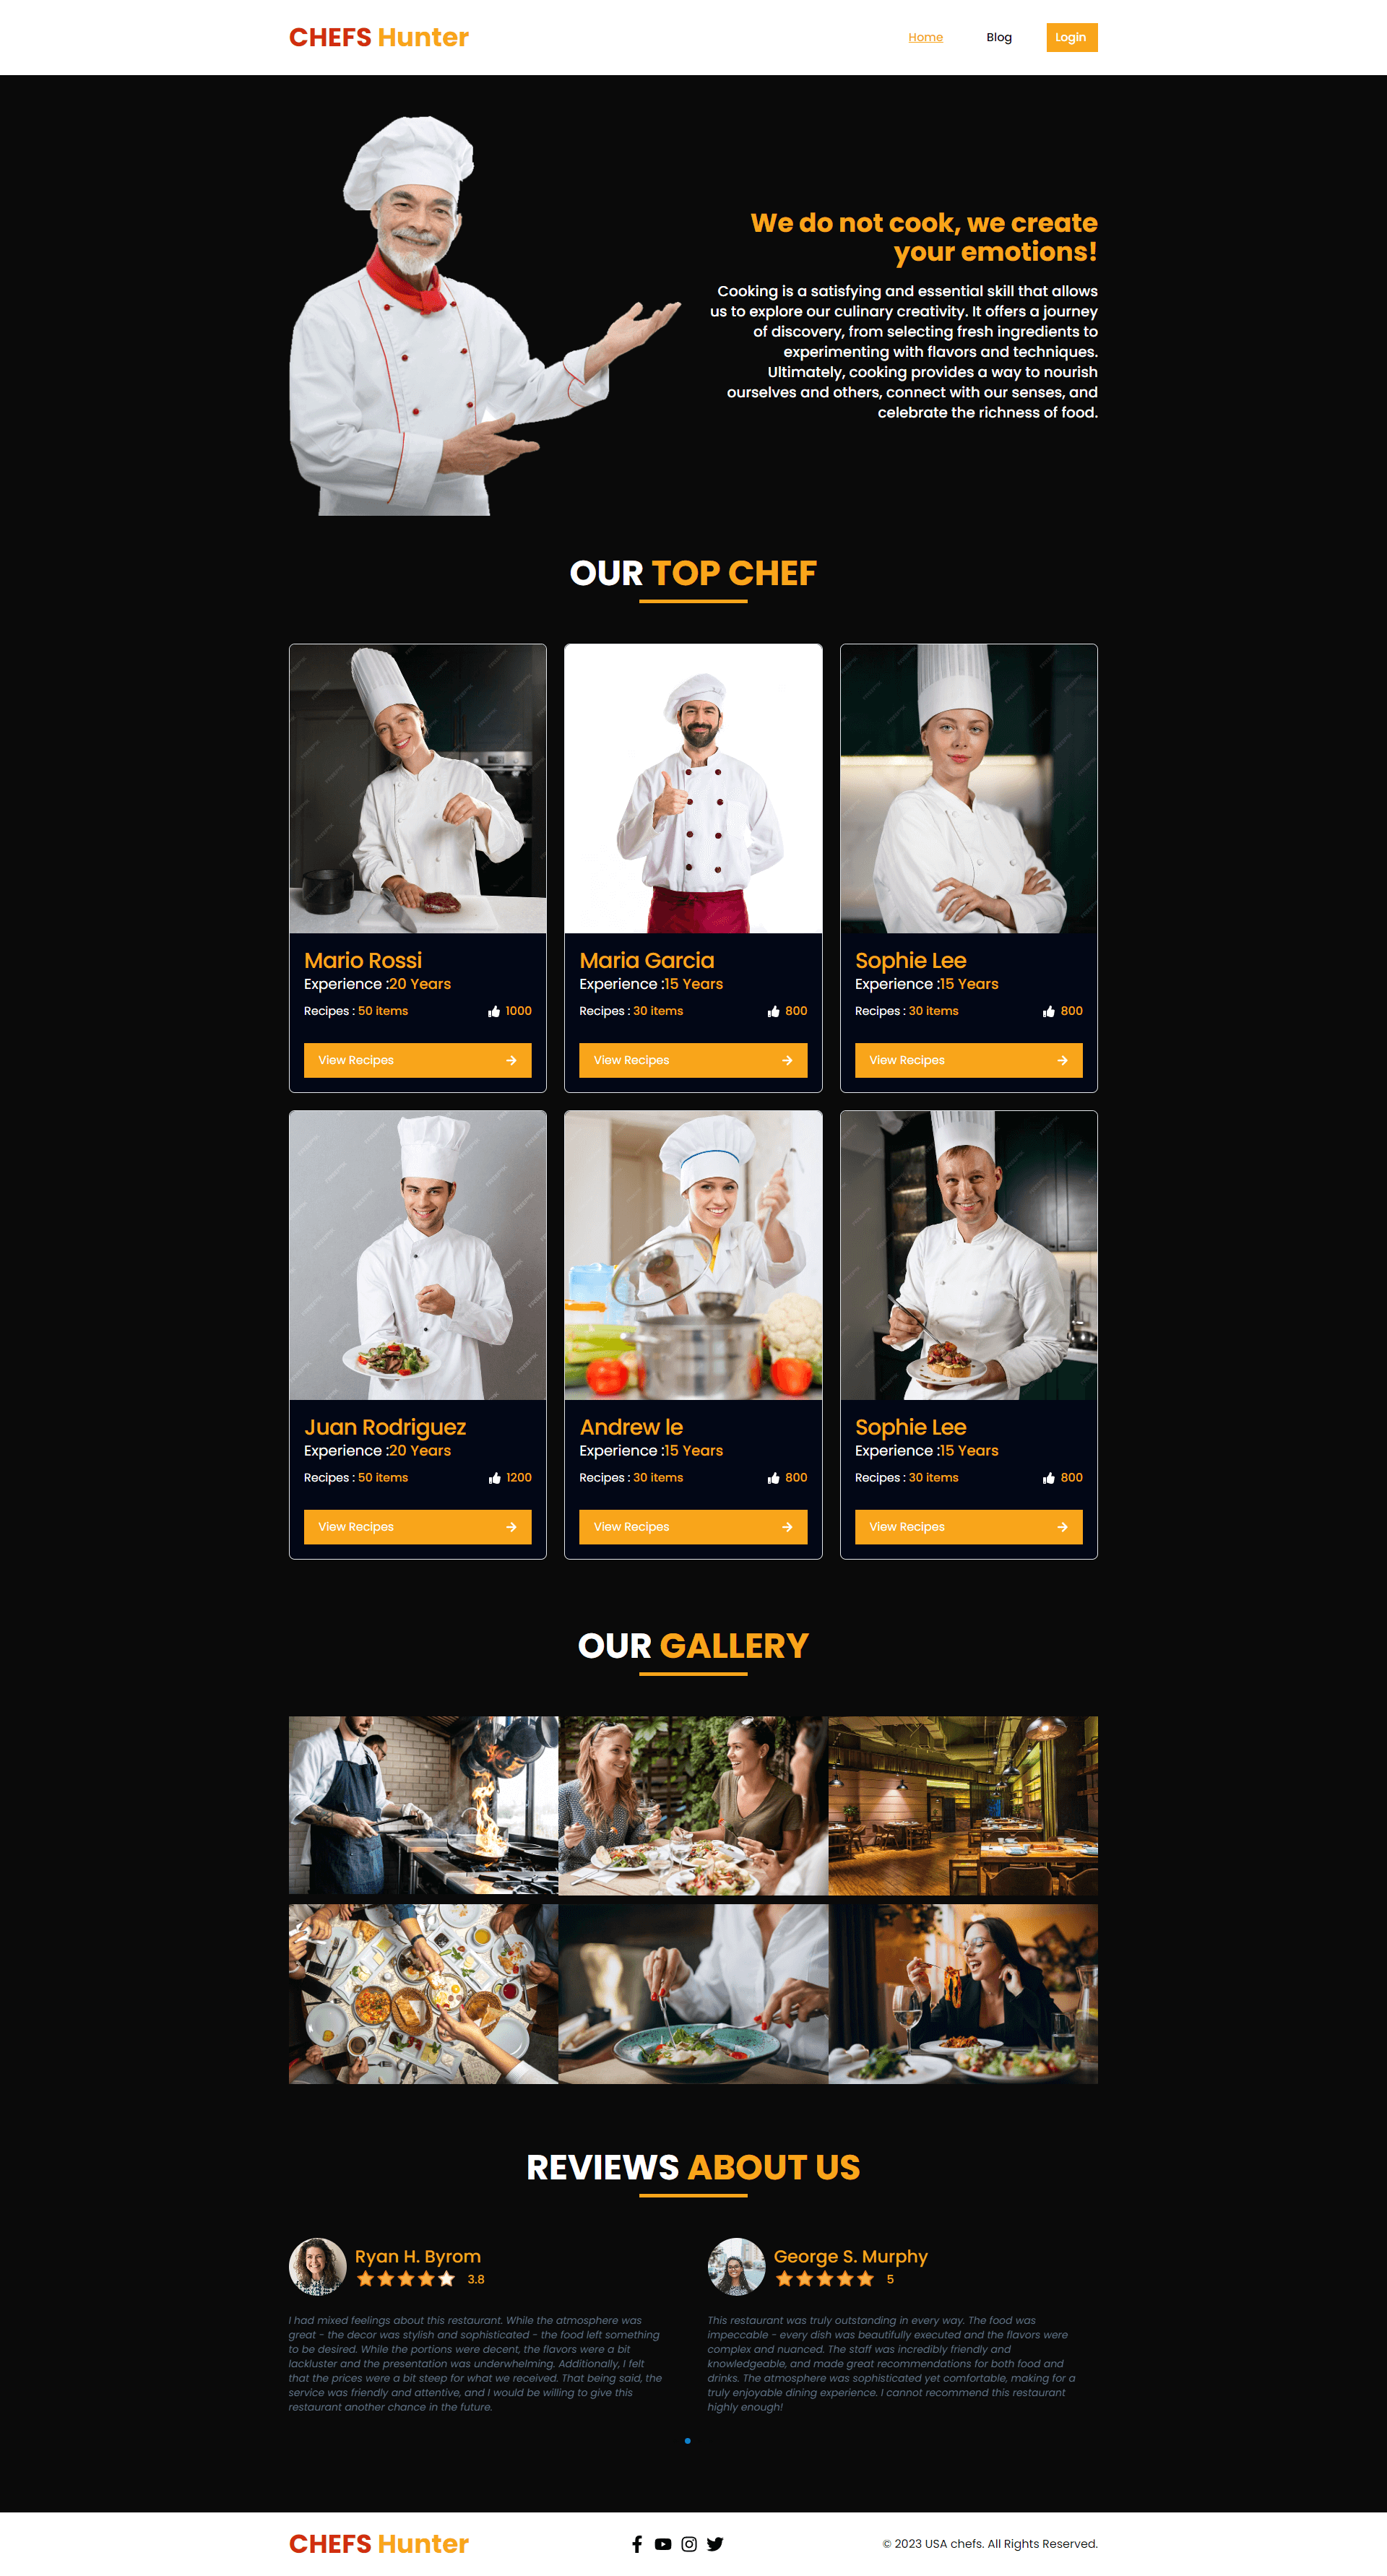 CHEFS Hunter
Home
Blog
Login
We do not cook, we create
your emotions!
Cooking is a satisfying and essential skill that allows
us to explore our culinary creativity. It offers a journey
of discovery, from selecting fresh ingredients to
experimenting with flavors and techniques.
Ultimately, cooking provides a way to nourish
ourselves and others, connect with our senses, and
celebrate the richness of food.
OUR TOP CHEF
Mario Rossi
Experience :20 Years
Recipes : 50 items
1000
View Recipes
Maria Garcia
Experience :15 Years
Recipes : 30 items
800
View Recipes
Sophie Lee
Experience :15 Years
Recipes : 30 items
800
View Recipes
Juan Rodriguez
Experience :20 Years
Recipes : 50 items
1200
View Recipes
Andrew le
Experience :15 Years
Recipes : 30 items
800
View Recipes
Sophie Lee
Experience :15 Years
Recipes : 30 items
800
View Recipes
OUR GALLERY
REVIEWS ABOUT US
Ryan H. Byrom
3.8
I had mixed feelings about this restaurant. While the atmosphere was
great - the decor was stylish and sophisticated - the food left something
to be desired. While the portions were decent, the flavors were a bit
lackluster and the presentation was underwhelming. Additionally, I felt
that the prices were a bit steep for what we received. That being said, the
service was friendly and attentive, and I would be willing to give this
restaurant another chance in the future.
George S. Murphy
5
This restaurant was truly outstanding in every way. The food was
impeccable - every dish was beautifully executed and the flavors were
complex and nuanced. The staff was incredibly friendly and
knowledgeable, and made great recommendations for both food and
drinks. The atmosphere was sophisticated yet comfortable, making for a
truly enjoyable dining experience. I cannot recommend this restaurant
highly enough!
CHEFS Hunter
© 2023 USA chefs. All Rights Reserved.